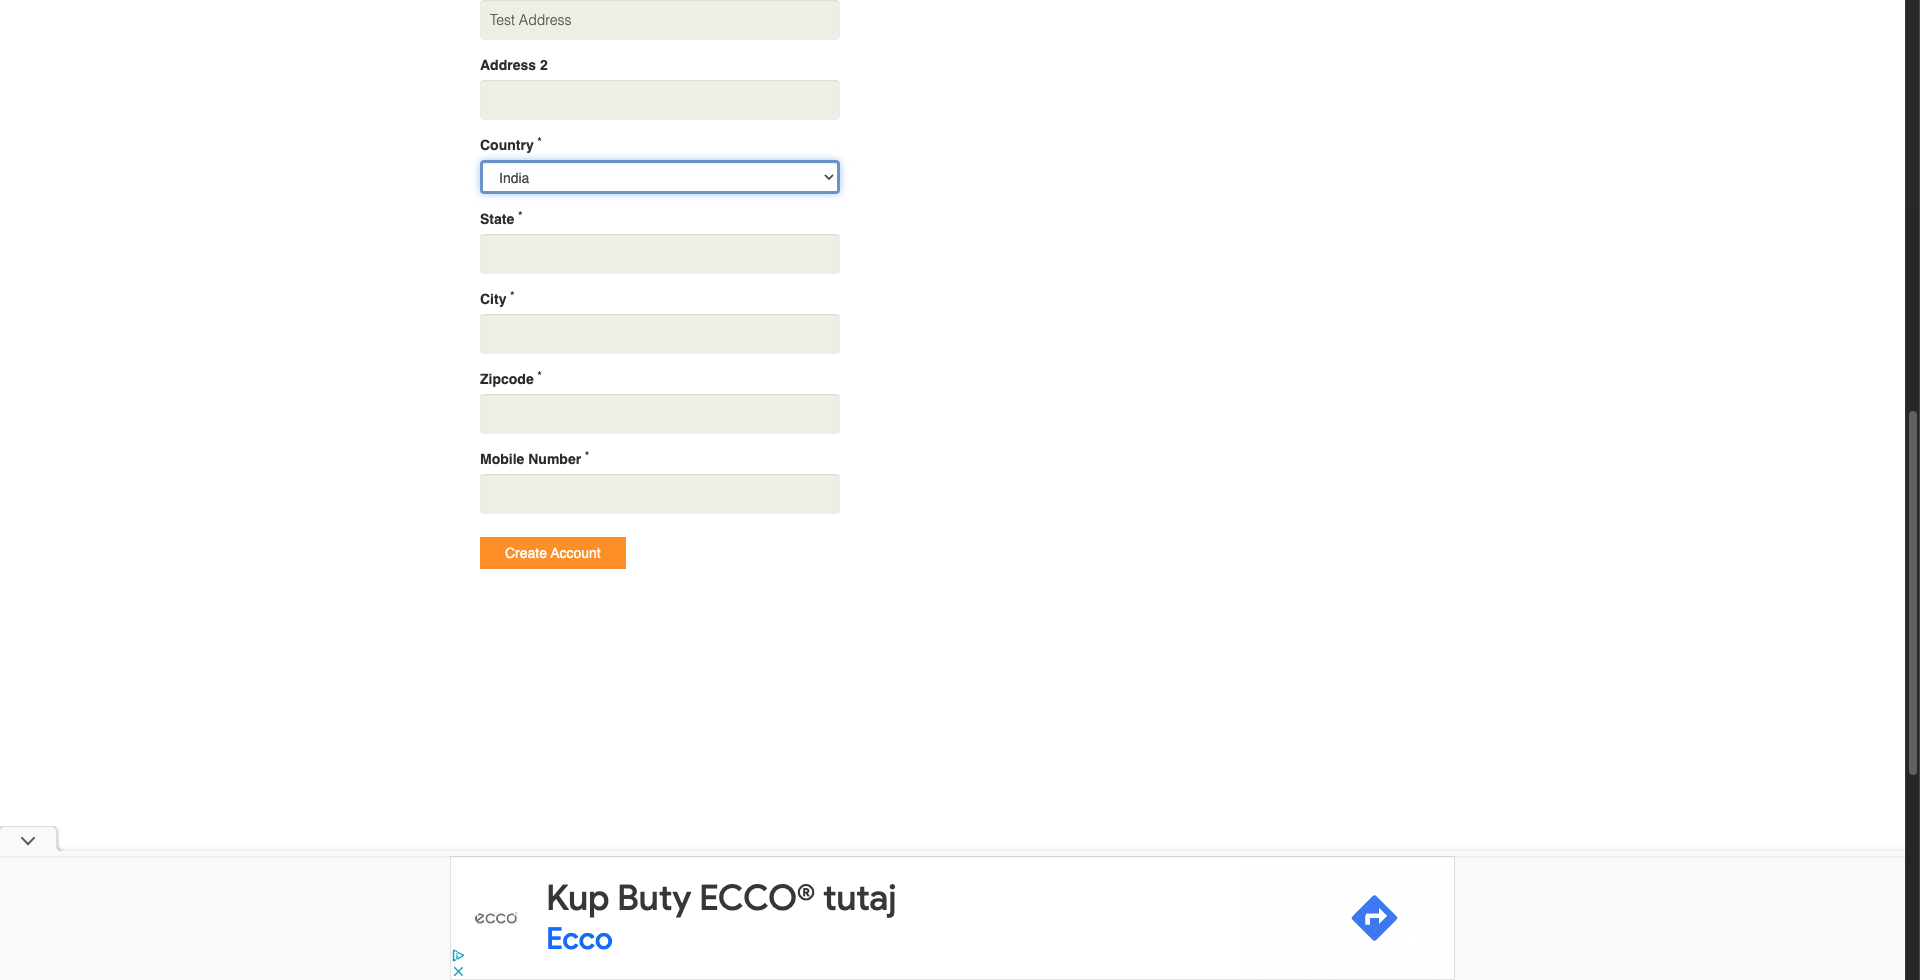 Test Address
Address 2
Country *
India
State *
City *
Zipcode *
Mobile Number *
Create Account
ecco
Kup Buty ECCO® tutaj
Ecco